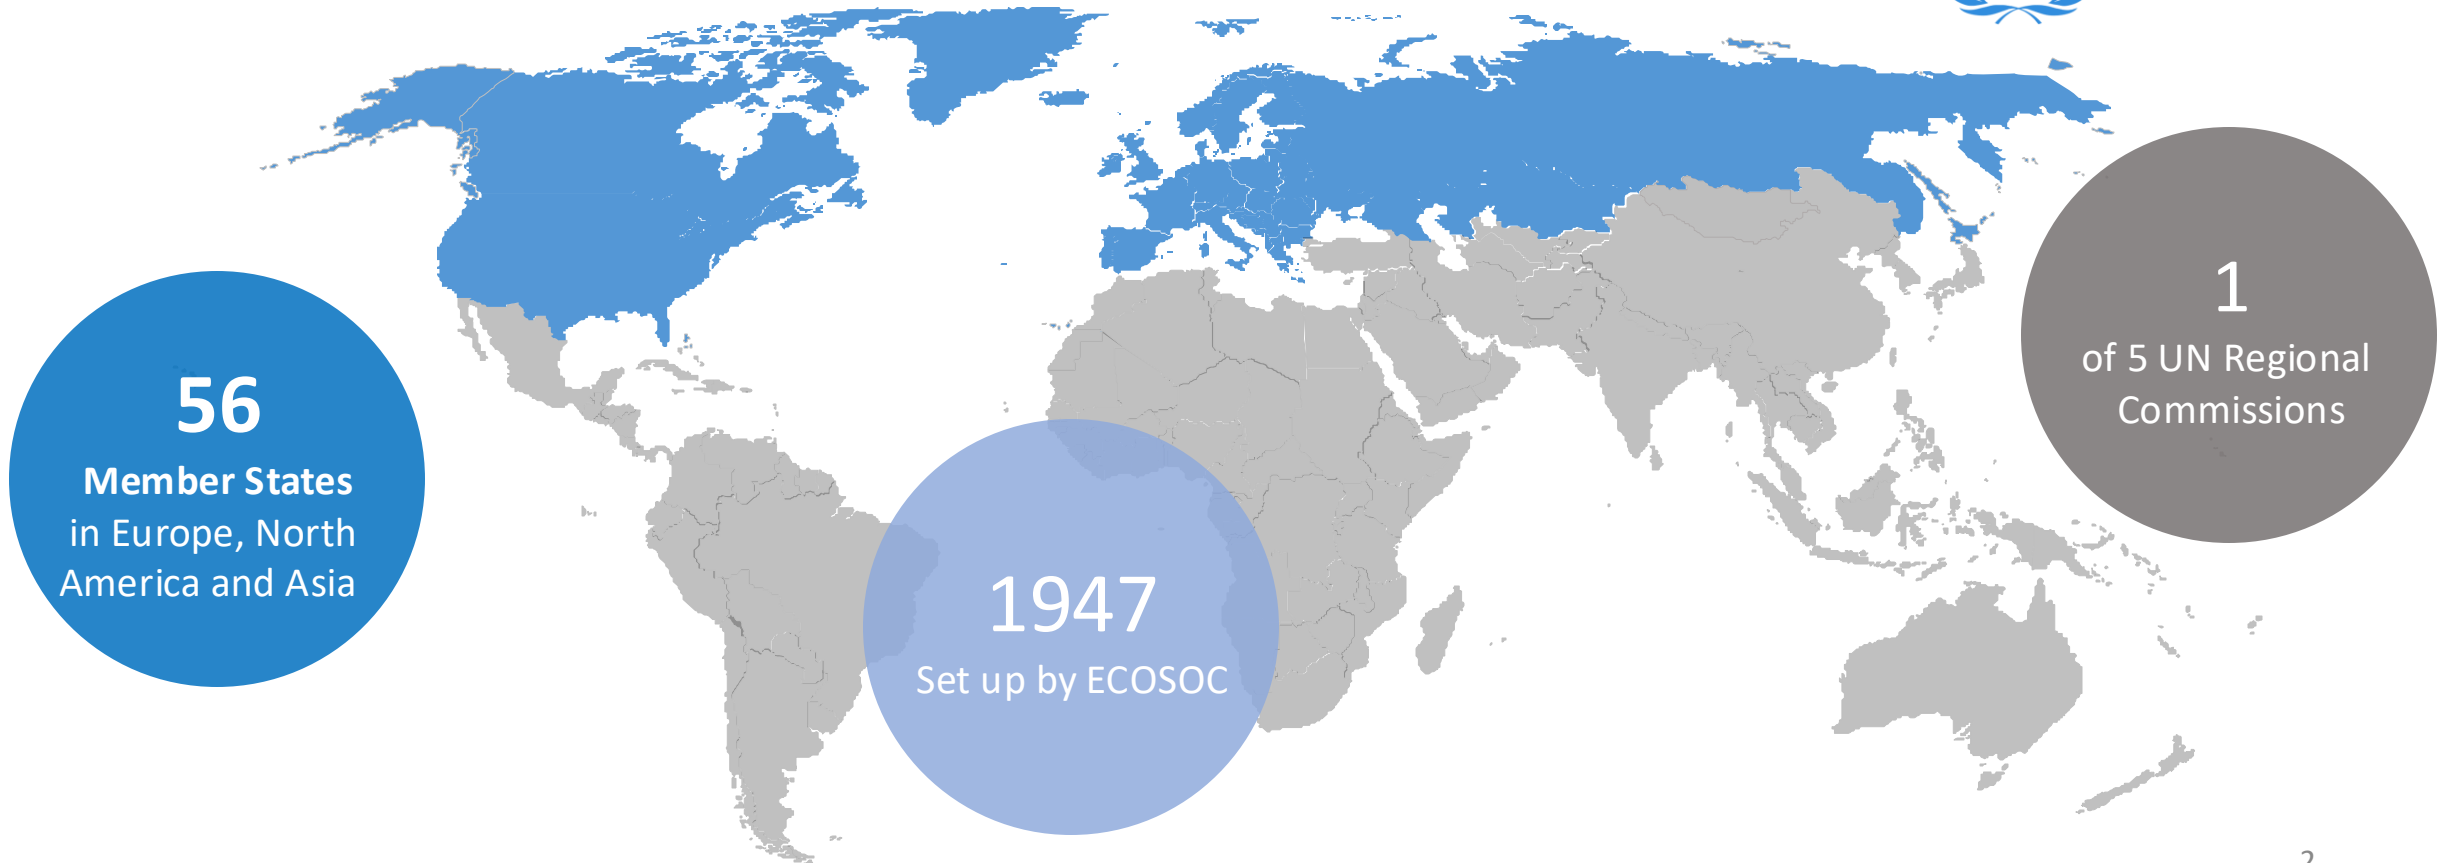 56
Member States
in Europe, North
America and Asia
1947
Set up by ECOSOC
1
of 5 UN Regional
Commissions
2